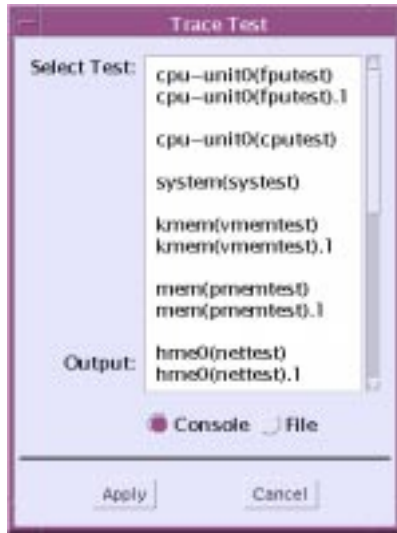 Trace Test
Select Test:
cpu-unit0(fputest)
cpu-unit0(fputest).1
cpu-unit0(cputest)
system(systest)
kmem(vmemtest)
kmem(vmemtest).1
mem(pmemtest)
mem(pmemtest).1
hme0(nettest)
hme0(nettest).1
Output:
Console File
Apply Cancel